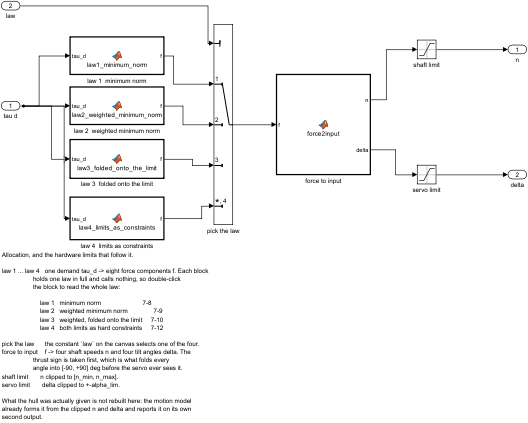 2
law
tau_d
law1_minimum_norm
f
law 1  minimum norm
1
tau d
tau_d
law2_weighted_minimum_norm
f
law 2  weighted minimum norm
tau_d
law3_folded_onto_the_limit
f
law 3  folded onto the limit
tau_d
law4_limits_as_constraints
f
law 4  limits as constraints
1
2
3
*, 4
pick the law
f
force2input
n
delta
force to input
shaft limit
1
n
servo limit
2
delta
Allocation, and the hardware limits that follow it.
law 1 ... law 4   one demand tau_d -> eight force components f. Each block
holds one law in full and calls nothing, so double-click
the block to read the whole law:
law 1   minimum norm   7-8
law 2   weighted minimum norm   7-9
law 3   weighted, folded onto the limit   7-10
law 4   both limits as hard constraints   7-12
pick the law   the constant `law' on the canvas selects one of the four.
force to input   f -> four shaft speeds n and four tilt angles delta. The
thrust sign is taken first, which is what folds every
angle into [-90, +90] deg before the servo ever sees it.
shaft limit   n clipped to [n_min, n_max].
servo limit   delta clipped to +-alpha_lim.
What the hull was actually given is not rebuilt here: the motion model
already forms it from the clipped n and delta and reports it on its own
second output.